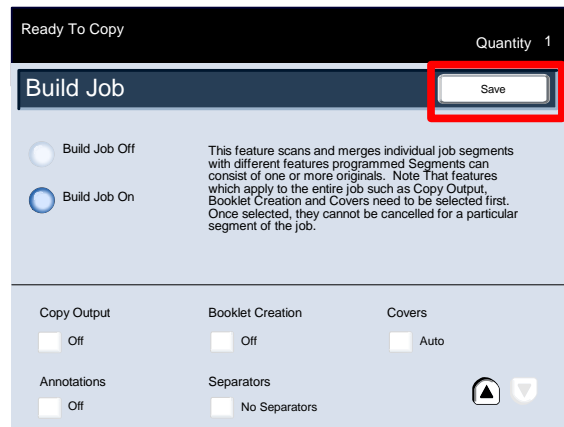 Ready To Copy
Quantity 1
Build Job
Save
Build Job Off
Build Job On
This feature scans and merges individual job segments
with different features programmed Segments can
consist of one or more originals. Note That features
which apply to the entire job such as Copy Output,
Booklet Creation and Covers need to be selected first.
Once selected, they cannot be cancelled for a particular
segment of the job.
Copy Output
Booklet Creation
Covers
Off
Off
Auto
Annotations
Separators
Off
No Separators